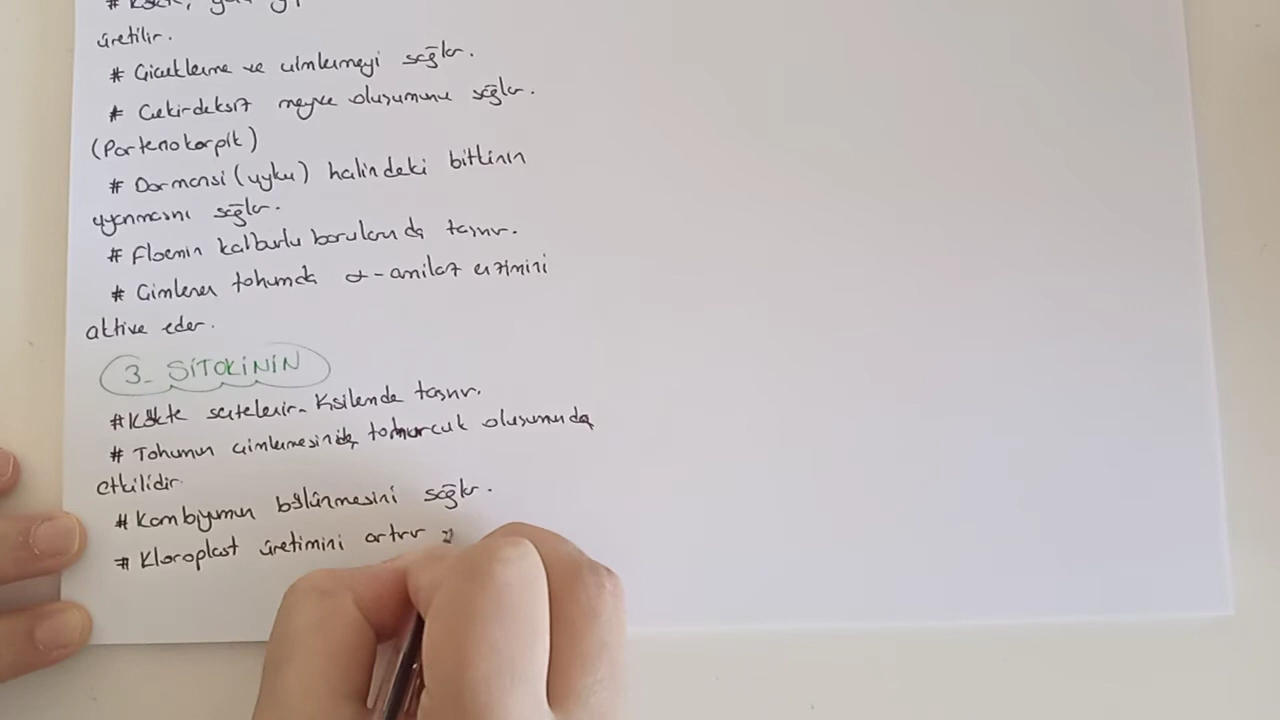 üretilir.
# Çiçeklenme ve çimlenmeyi sağlar.
# Çekirdeksiz meyve oluşumunu sağlar.
(Partenokarpik)
# Dormansi (uyku) halindeki bitkinin
uyanmasını sağlar.
# Floemin kalburlu borularında taşınır.
# Çimlenen tohumda α-amilaz enzimini
aktive eder.
3_ SİTOKİNİN
# Kökte sentezlenir. Ksilemde taşınır.
# Tohumun çimlenmesinde, tomurcuk oluşumunda
etkilidir.
# Kambiyumun bölünmesini sağlar.
# Kloroplast üretimini artırır